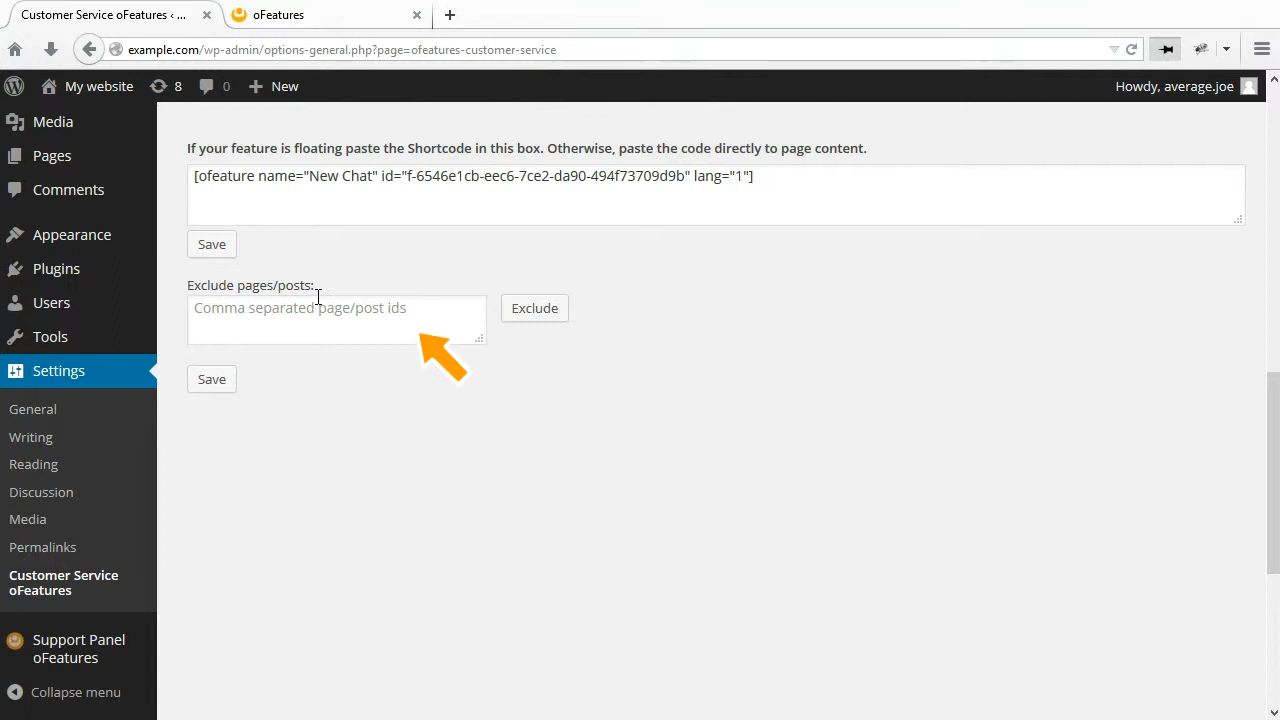 Customer Service oFeatures ‹ ...
oFeatures
example.com/wp-admin/options-general.php?page=ofeatures-customer-service
My website
8
0
New
Howdy, average.joe
Media
Pages
Comments
Appearance
Plugins
Users
Tools
Settings
General
Writing
Reading
Discussion
Media
Permalinks
Customer Service
oFeatures
Support Panel
oFeatures
Collapse menu
If your feature is floating paste the Shortcode in this box. Otherwise, paste the code directly to page content.
[ofeature name="New Chat" id="f-6546e1cb-eec6-7ce2-da90-494f73709d9b" lang="1"]
Save
Exclude pages/posts:
Comma separated page/post ids
Exclude
Save